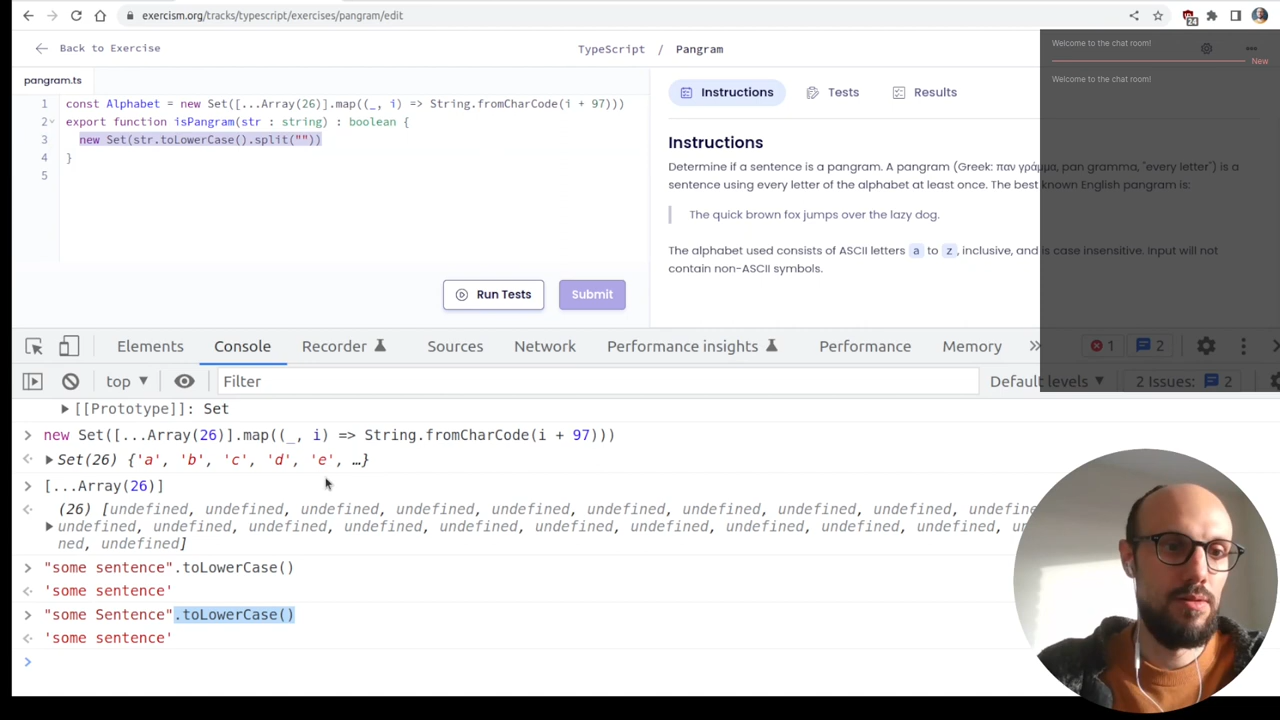 exercism.org/tracks/typescript/exercises/pangram/edit
24
Back to Exercise
TypeScript / Pangram
Welcome to the chat room!
New
Welcome to the chat room!
pangram.ts
1 const Alphabet = new Set([...Array(26)].map((_, i) => String.fromCharCode(i + 97)))
2 export function isPangram(str : string) : boolean {
3 new Set(str.toLowerCase().split(""))
4 }
5
Instructions
Tests
Results
Instructions
Determine if a sentence is a pangram. A pangram (Greek: παν γράμμα, pan gramma, "every letter") is a
sentence using every letter of the alphabet at least once. The best known English pangram is:
The quick brown fox jumps over the lazy dog.
The alphabet used consists of ASCII letters a to z, inclusive, and is case insensitive. Input will not
contain non-ASCII symbols.
Run Tests
Submit
Elements Console Recorder Sources Network Performance insights Performance Memory » 1 2
top ▼ Filter Default levels ▼ 2 Issues: 2
▶ [[Prototype]]: Set
> new Set([...Array(26)].map((_, i) => String.fromCharCode(i + 97)))
▶ Set(26) {'a', 'b', 'c', 'd', 'e', …}
> [...Array(26)]
(26) [undefined, undefined, undefined, undefined, undefined, undefined, undefined, undefined, undefined, undefine
▶ undefined, undefined, undefined, undefined, undefined, undefined, undefined, undefined, undefined, undefined, un
ned, undefined]
> "some sentence".toLowerCase()
'some sentence'
> "some Sentence".toLowerCase()
'some sentence'
>